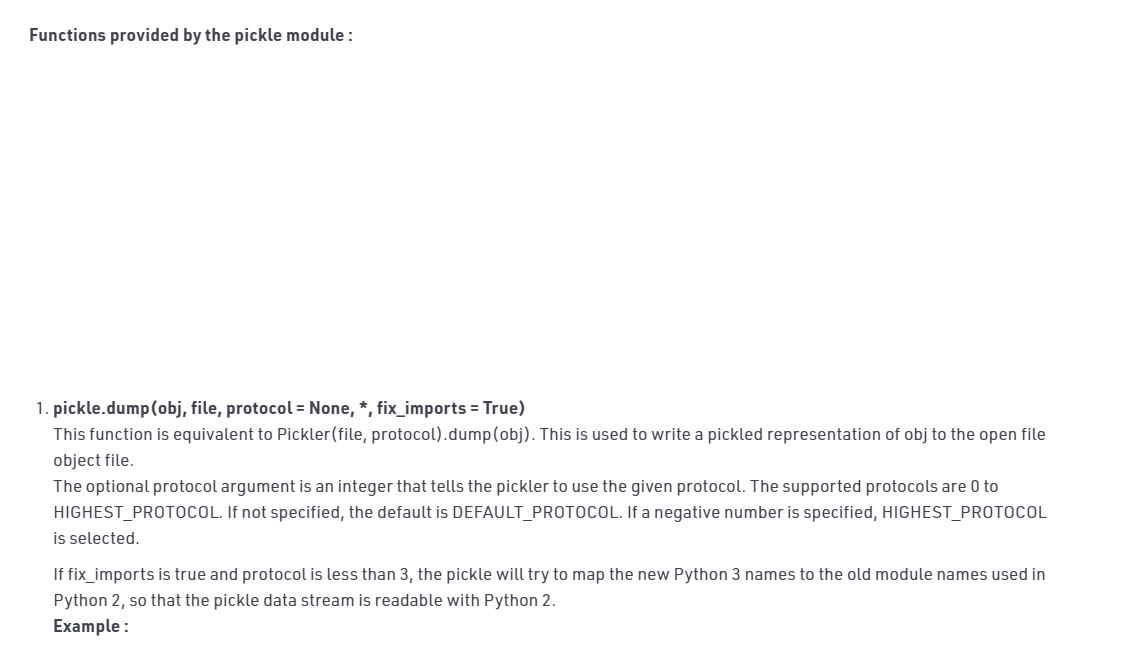 Functions provided by the pickle module :
1. pickle.dump(obj, file, protocol = None, *, fix_imports = True)
This function is equivalent to Pickler(file, protocol).dump(obj). This is used to write a pickled representation of obj to the open file
object file.
The optional protocol argument is an integer that tells the pickler to use the given protocol. The supported protocols are 0 to
HIGHEST_PROTOCOL. If not specified, the default is DEFAULT_PROTOCOL. If a negative number is specified, HIGHEST_PROTOCOL
is selected.
If fix_imports is true and protocol is less than 3, the pickle will try to map the new Python 3 names to the old module names used in
Python 2, so that the pickle data stream is readable with Python 2.
Example :